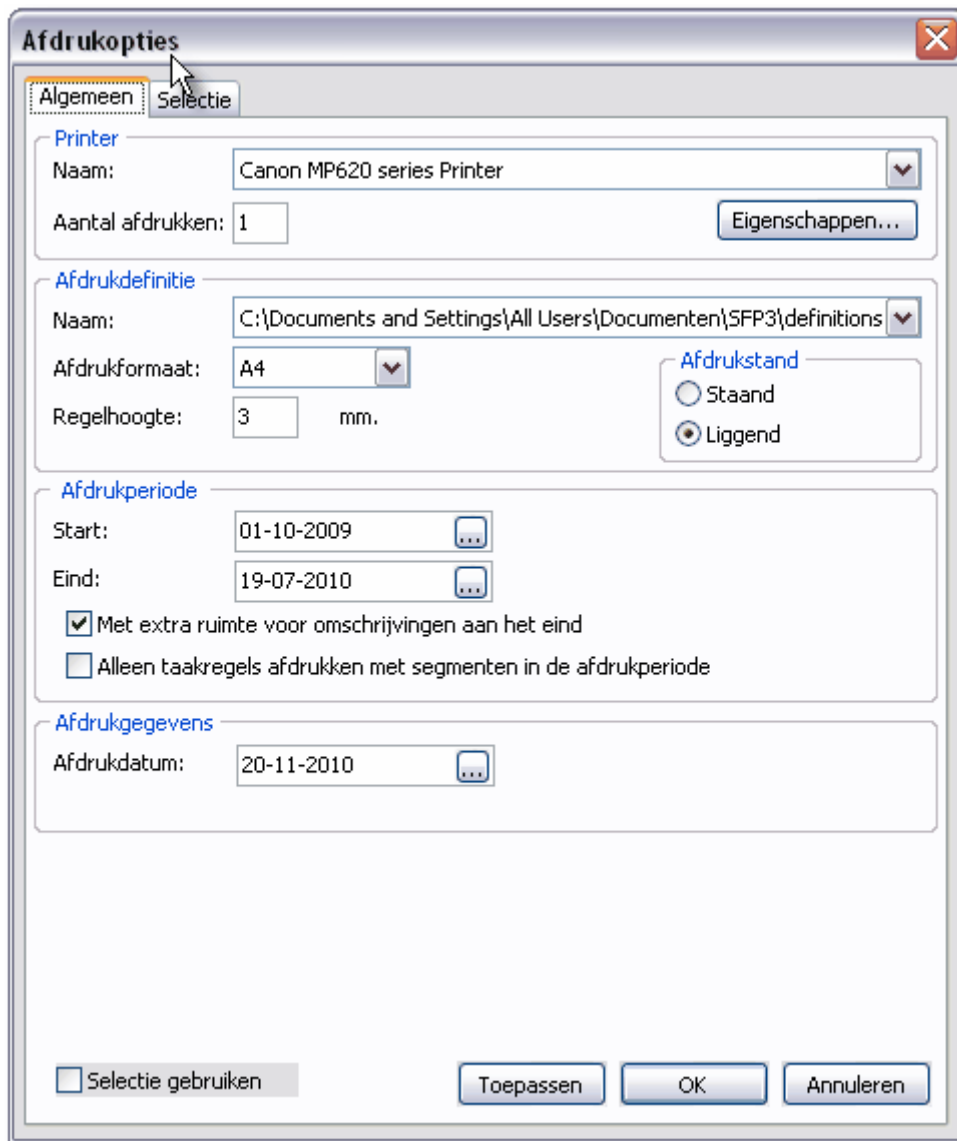 Afdrukopties
Algemeen Selectie
Printer
Naam: Canon MP620 series Printer
Aantal afdrukken: 1 Eigenschappen...
Afdrukdefinitie
Naam: C:\Documents and Settings\All Users\Documenten\SFP3\definitions
Afdrukformaat: A4
Afdrukstand
Staand
Regelhoogte: 3 mm.
Liggend
Afdrukperiode
Start: 01-10-2009 ...
Eind: 19-07-2010 ...
Met extra ruimte voor omschrijvingen aan het eind
Alleen taakregels afdrukken met segmenten in de afdrukperiode
Afdrukgegevens
Afdrukdatum: 20-11-2010 ...
Selectie gebruiken Toepassen OK Annuleren